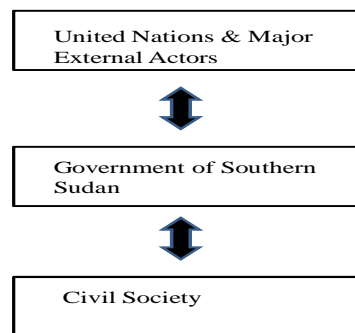 United Nations & Major
External Actors
Government of Southern
Sudan
Civil Society